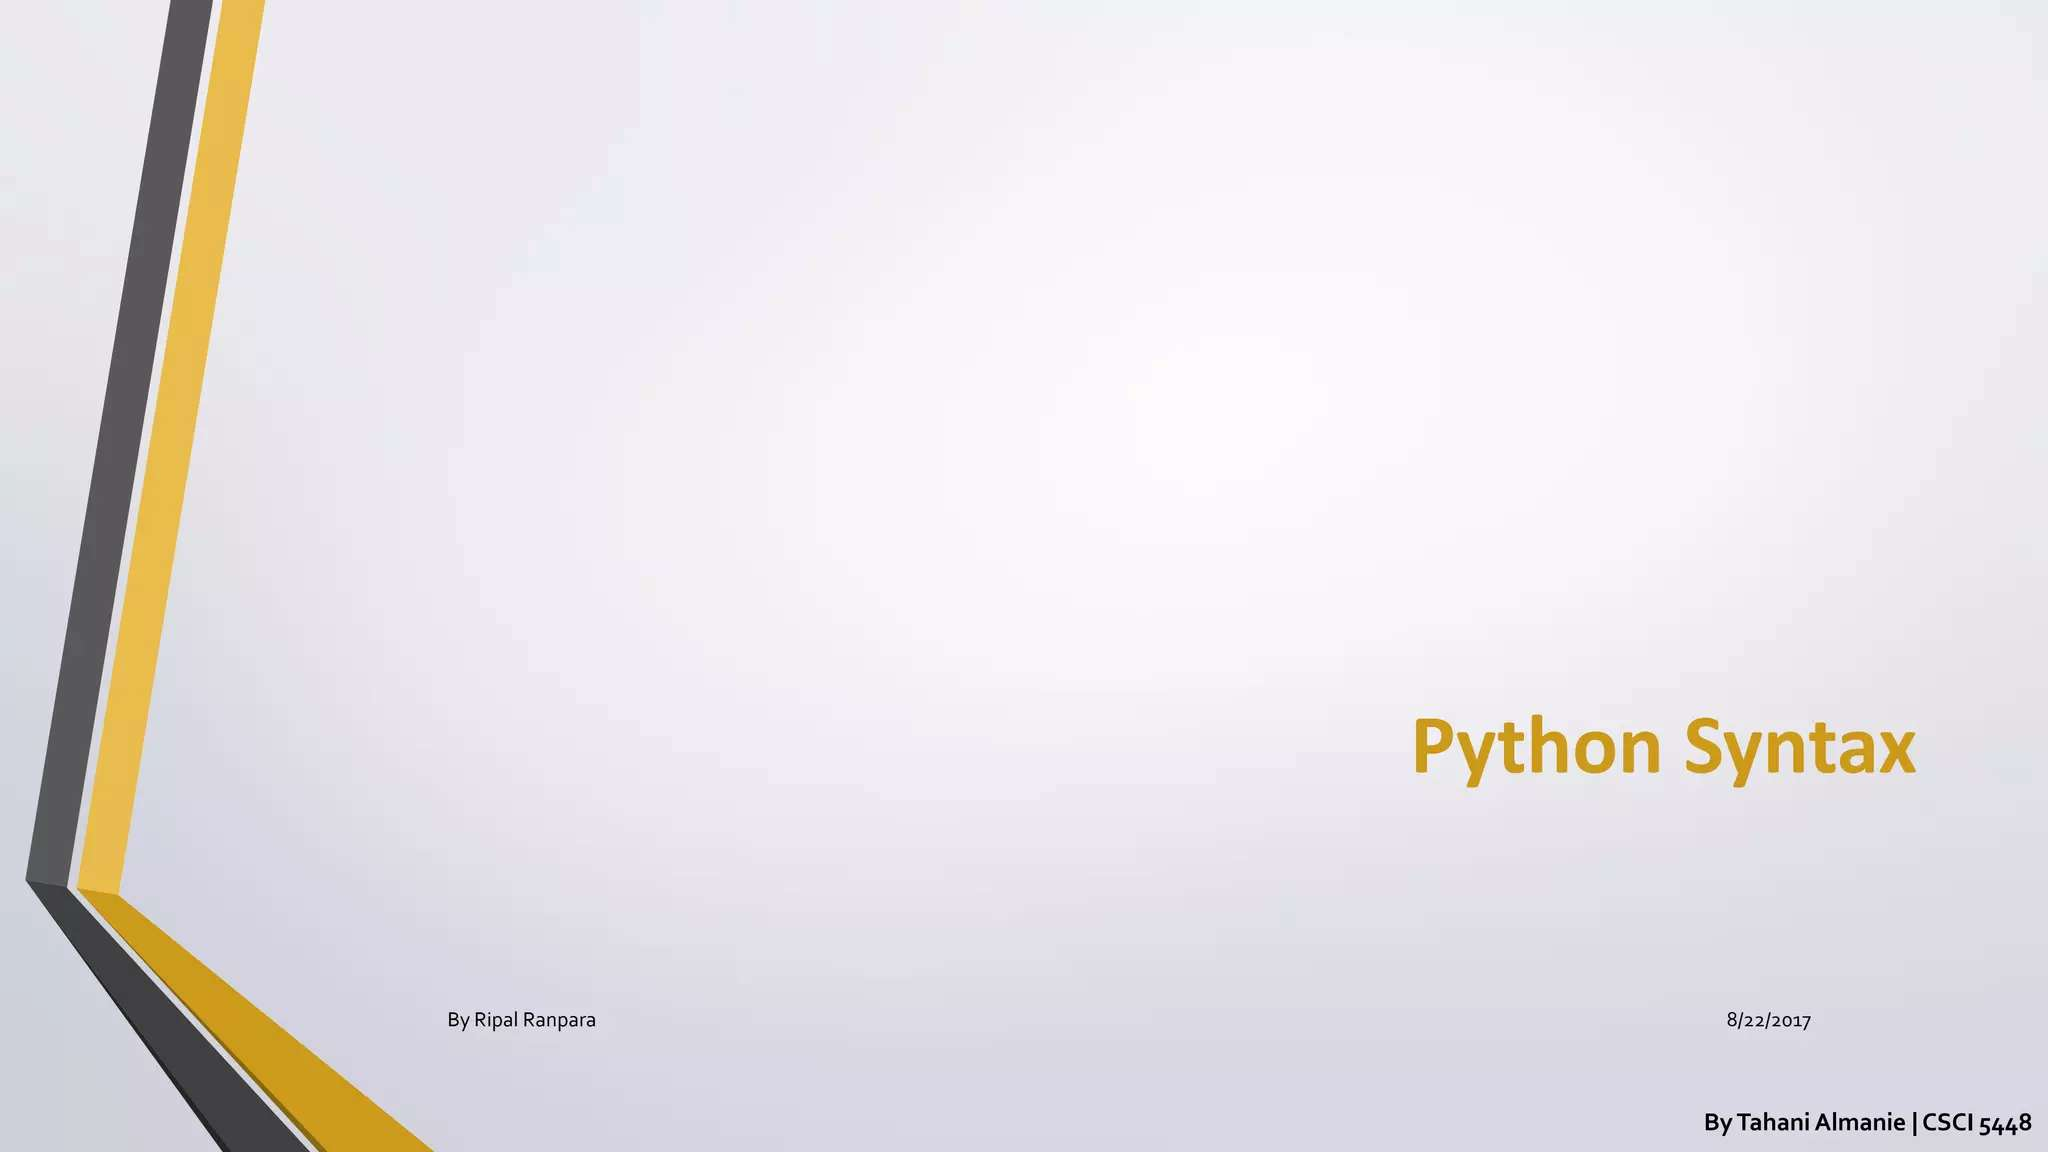 Python Syntax
By Ripal Ranpara
8/22/2017
By Tahani Almanie | CSCI 5448